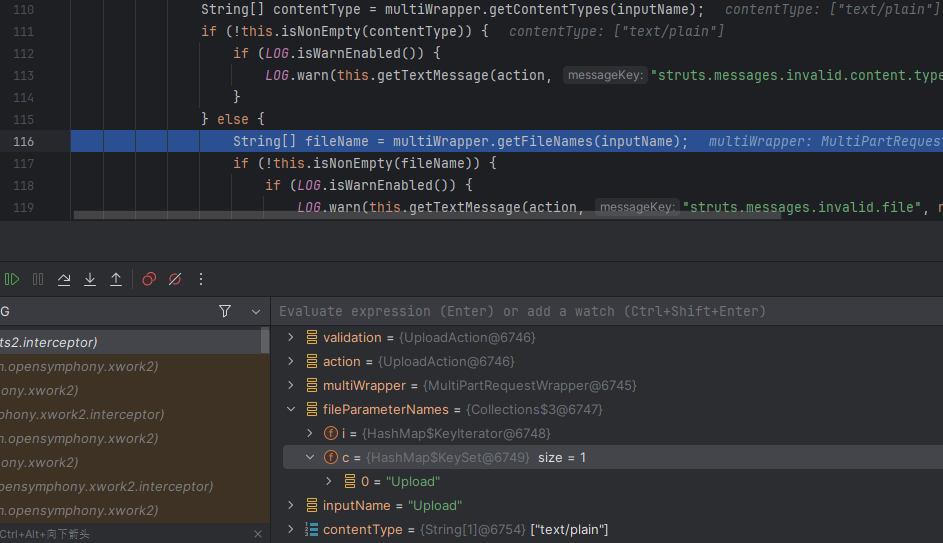 110 String[] contentType = multiWrapper.getContentTypes(inputName); contentType: ["text/plain"]
111 if (!this.isNonEmpty(contentType)) { contentType: ["text/plain"]
112 if (LOG.isWarnEnabled()) {
113 LOG.warn(this.getTextMessage(action, messageKey: "struts.messages.invalid.content.type
114 }
115 } else {
116 String[] fileName = multiWrapper.getFileNames(inputName); multiWrapper: MultiPartRequest
117 if (!this.isNonEmpty(fileName)) {
118 if (LOG.isWarnEnabled()) {
119 LOG.warn(this.getTextMessage(action, messageKey: "struts.messages.invalid.file", n
G
Evaluate expression (Enter) or add a watch (Ctrl+Shift+Enter)
ts2.interceptor)
m.opensymphony.xwork2)
hony.xwork2)
phony.xwork2.interceptor)
m.opensymphony.xwork2)
hony.xwork2)
pensymphony.xwork2.interceptor)
m.opensymphony.xwork2)
Ctrl+Alt+向下箭头
validation = {UploadAction@6746}
action = {UploadAction@6746}
multiWrapper = {MultiPartRequestWrapper@6745}
fileParameterNames = {Collections$3@6747}
f i = {HashMap$KeyIterator@6748}
f c = {HashMap$KeySet@6749} size = 1
0 = "Upload"
inputName = "Upload"
contentType = {String[1]@6754} ["text/plain"]